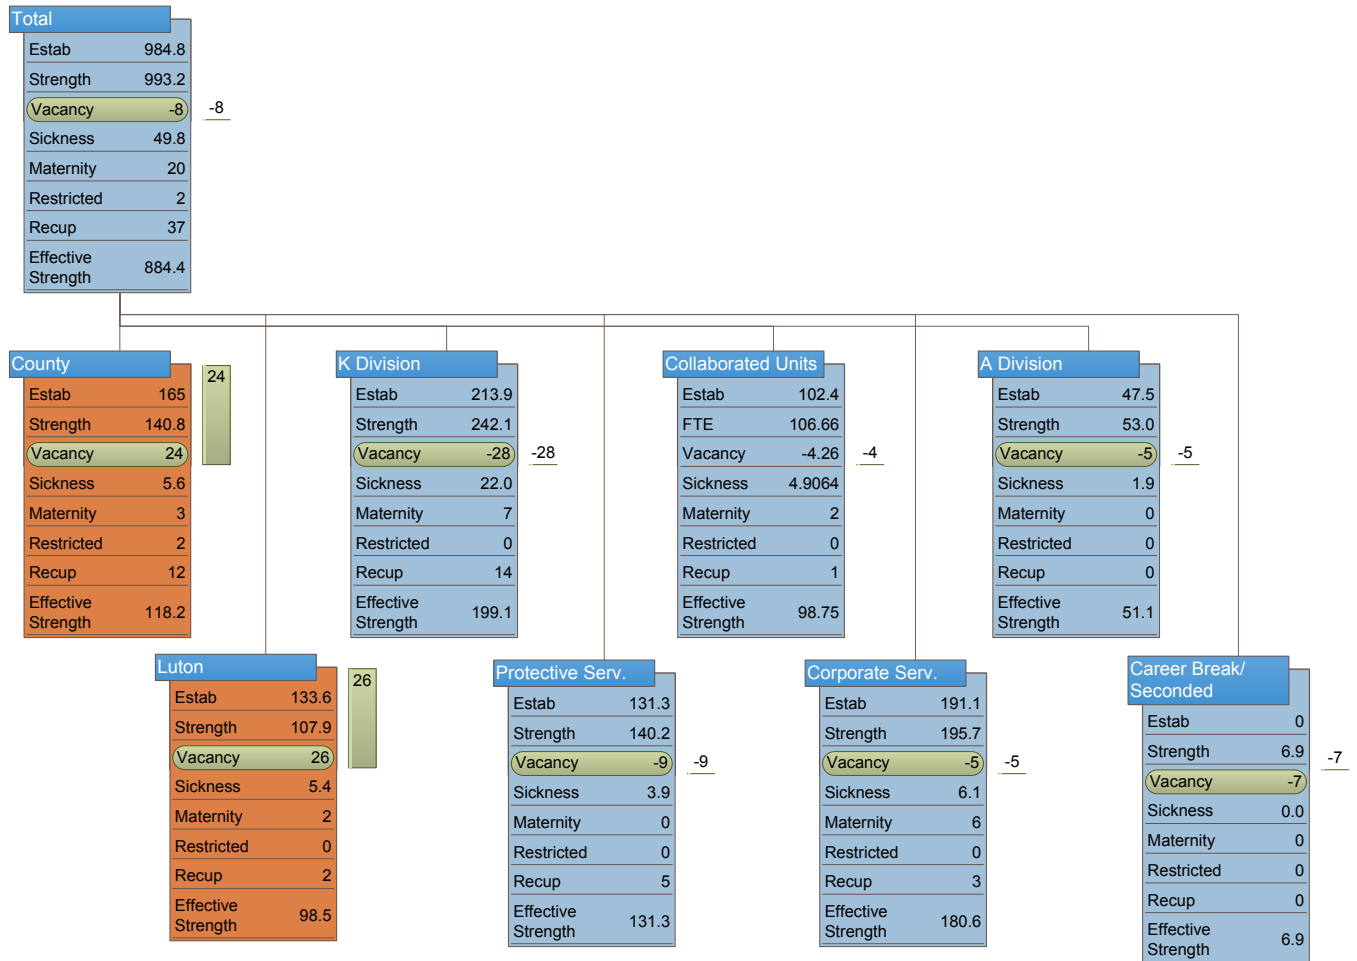 Total
Estab 984.8
Strength 993.2
Vacancy -8 -8
Sickness 49.8
Maternity 20
Restricted 2
Recup 37
Effective
Strength 884.4
County
Estab 165
Strength 140.8
Vacancy 24
Sickness 5.6
Maternity 3
Restricted 2
Recup 12
Effective
Strength 118.2
24
K Division
Estab 213.9
Strength 242.1
Vacancy -28 -28
Sickness 22.0
Maternity 7
Restricted 0
Recup 14
Effective
Strength 199.1
Collaborated Units
Estab 102.4
FTE 106.66
Vacancy -4.26 -4
Sickness 4.9064
Maternity 2
Restricted 0
Recup 1
Effective
Strength 98.75
A Division
Estab 47.5
Strength 53.0
Vacancy -5 -5
Sickness 1.9
Maternity 0
Restricted 0
Recup 0
Effective
Strength 51.1
Luton
Estab 133.6
Strength 107.9
Vacancy 26
Sickness 5.4
Maternity 2
Restricted 0
Recup 2
Effective
Strength 98.5
26
Protective Serv.
Estab 131.3
Strength 140.2
Vacancy -9 -9
Sickness 3.9
Maternity 0
Restricted 0
Recup 5
Effective
Strength 131.3
Corporate Serv.
Estab 191.1
Strength 195.7
Vacancy -5 -5
Sickness 6.1
Maternity 6
Restricted 0
Recup 3
Effective
Strength 180.6
Career Break/
Seconded
Estab 0
Strength 6.9
Vacancy -7 -7
Sickness 0.0
Maternity 0
Restricted 0
Recup 0
Effective
Strength 6.9